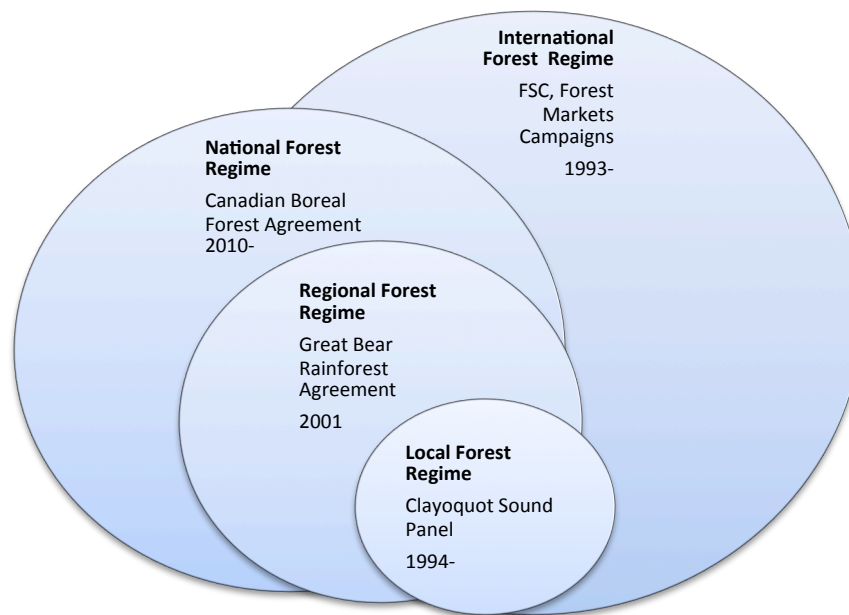 International
Forest Regime
FSC, Forest
Markets
Campaigns
1993-
National Forest
Regime
Canadian Boreal
Forest Agreement
2010-
Regional Forest
Regime
Great Bear
Rainforest
Agreement
2001
Local Forest
Regime
Clayoquot Sound
Panel
1994-